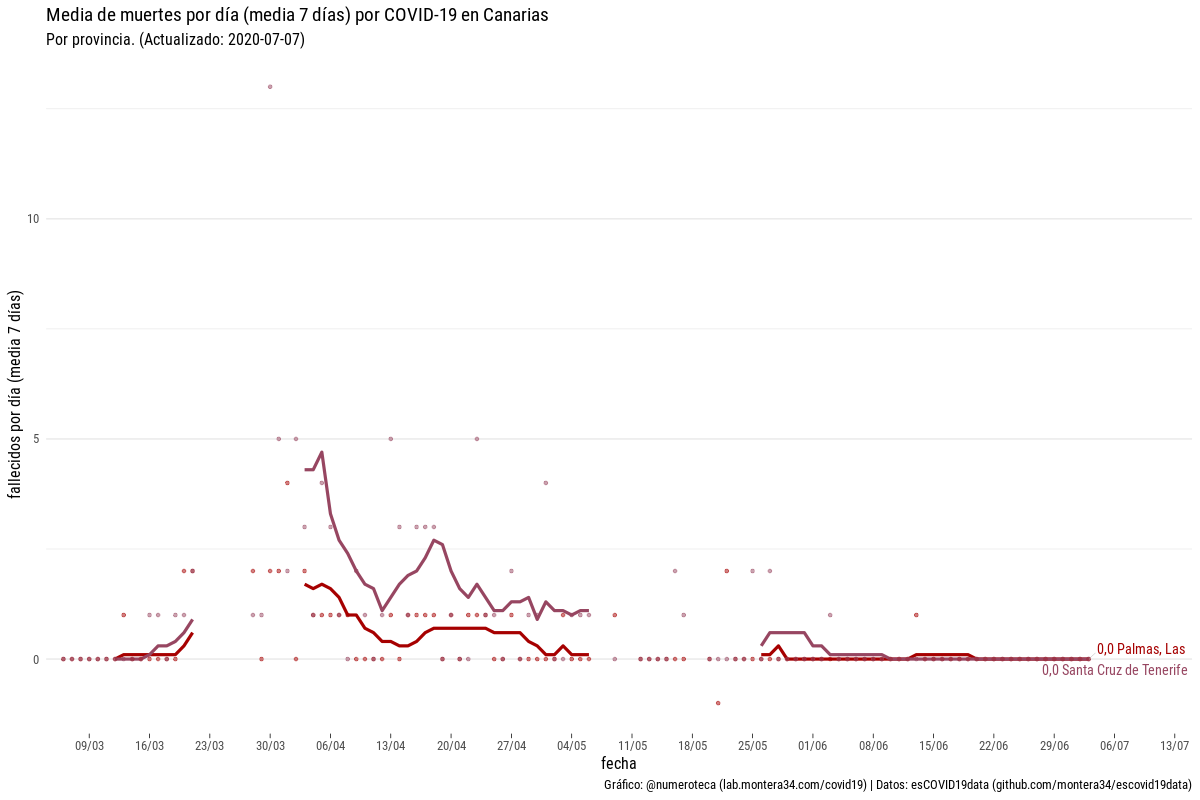 Media de muertes por día (media 7 días) por COVID-19 en Canarias
Por provincia. (Actualizado: 2020-07-07)
fallecidos por día (media 7 días)
10
5
0
0,0 Palmas, Las
0,0 Santa Cruz de Tenerife
09/03 16/03 23/03 30/03 06/04 13/04 20/04 27/04 04/05 11/05 18/05 25/05 01/06 08/06 15/06 22/06 29/06 06/07 13/07
fecha
Gráfico: @numeroteca (lab.montera34.com/covid19) | Datos: esCOVID19data (github.com/montera34/escovid19data)